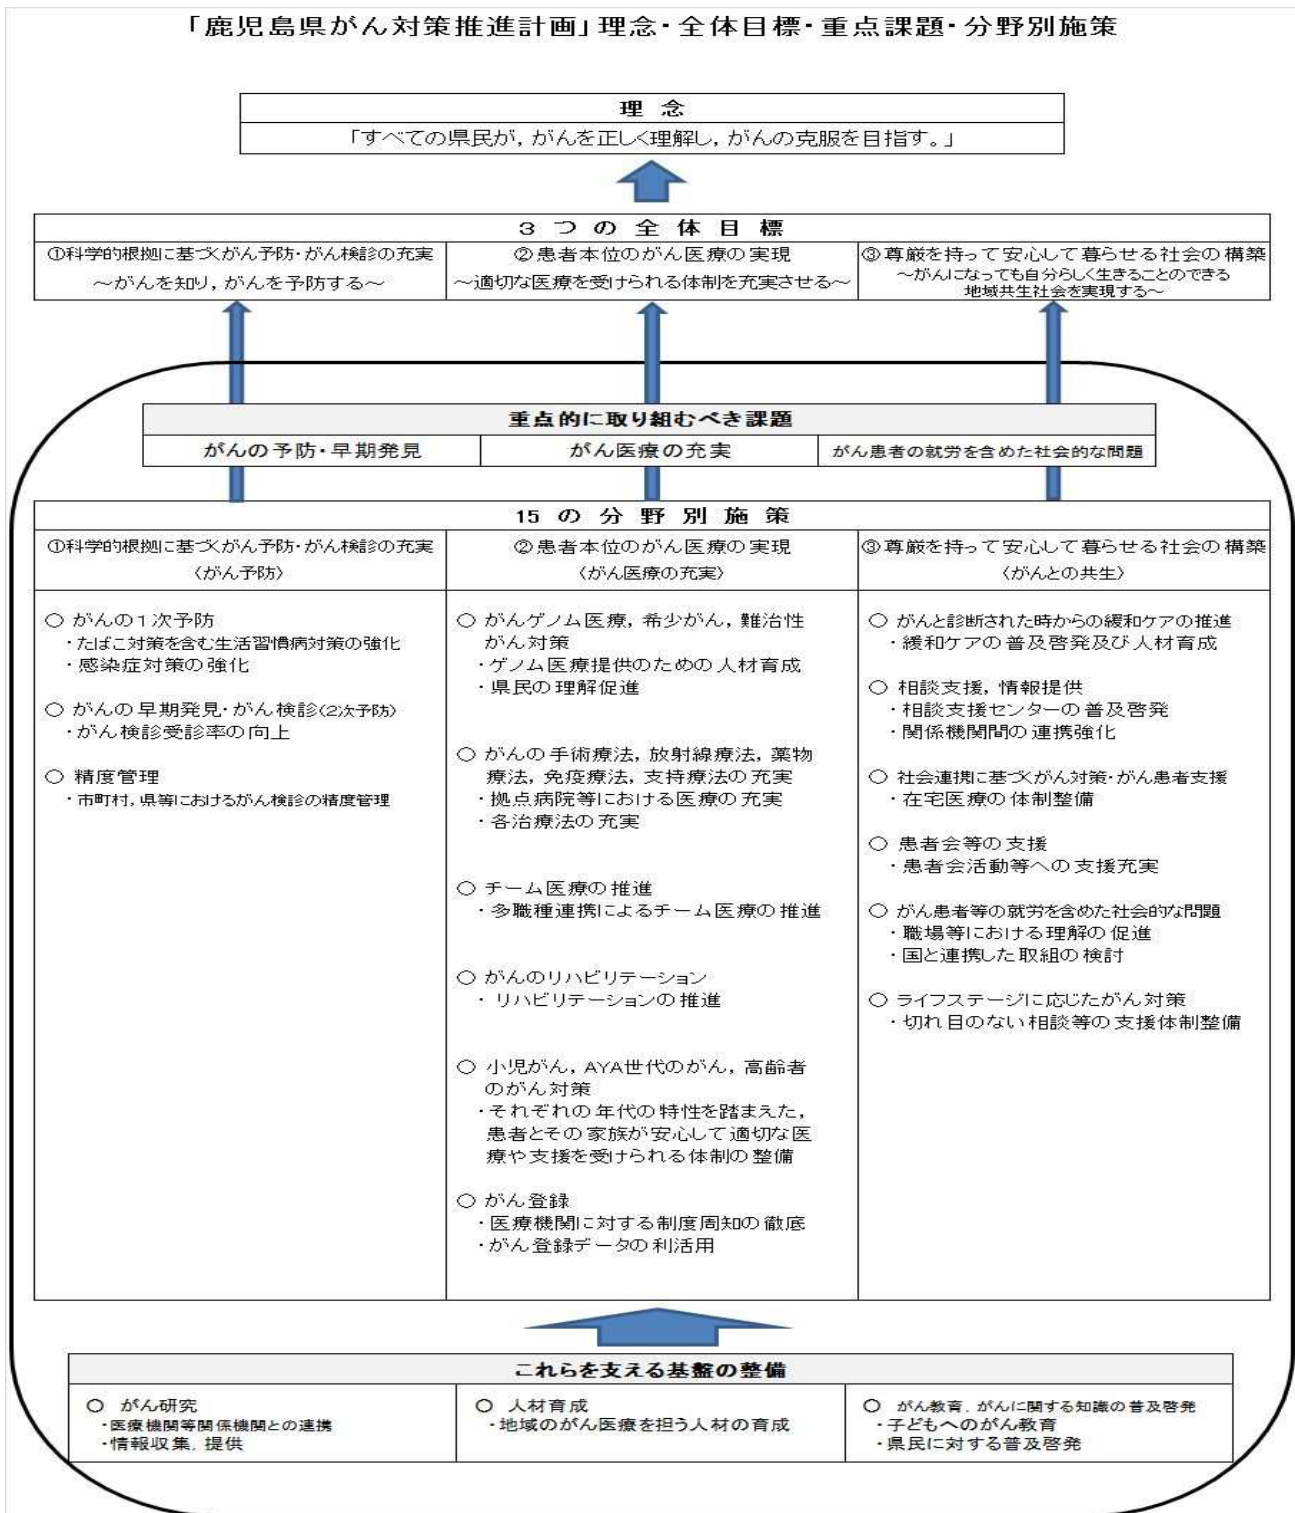 「鹿児島県がん対策推進計画」理念・全体目標・重点課題・分野別施策
理 念
「すべての県民が，がんを正しく理解し，がんの克服を目指す。」
３つの全体目標
①科学的根拠に基づくがん予防・がん検診の充実
～がんを知り，がんを予防する～
②患者本位のがん医療の実現
～適切な医療を受けられる体制を充実させる～
③尊厳を持って安心して暮らせる社会の構築
～がんになっても自分らしく生きることのできる
地域共生社会を実現する～
重点的に取り組むべき課題
がんの予防・早期発見
がん医療の充実
がん患者の就労を含めた社会的な問題
15の分野別施策
①科学的根拠に基づくがん予防・がん検診の充実
〈がん予防〉
○ がんの１次予防
・たばこ対策を含む生活習慣病対策の強化
・感染症対策の強化
○ がんの早期発見・がん検診（２次予防）
・がん検診受診率の向上
○ 精度管理
・市町村，県等におけるがん検診の精度管理
②患者本位のがん医療の実現
〈がん医療の充実〉
○ がんゲノム医療，希少がん，難治性
がん対策
・ゲノム医療提供のための人材育成
・県民の理解促進
○ がんの手術療法，放射線療法，薬物
療法，免疫療法，支持療法の充実
・拠点病院等における医療の充実
・各治療法の充実
○ チーム医療の推進
・多職種連携によるチーム医療の推進
○ がんのリハビリテーション
・リハビリテーションの推進
○ 小児がん，AYA世代のがん，高齢者
のがん対策
・それぞれの年代の特性を踏まえた，
患者とその家族が安心して適切な医
療や支援を受けられる体制の整備
○ がん登録
・医療機関に対する制度周知の徹底
・がん登録データの利活用
③尊厳を持って安心して暮らせる社会の構築
〈がんとの共生〉
○ がんと診断された時からの緩和ケアの推進
・緩和ケアの普及啓発及び人材育成
○ 相談支援，情報提供
・相談支援センターの普及啓発
・関係機関間の連携強化
○ 社会連携に基づくがん対策・がん患者支援
・在宅医療の体制整備
○ 患者会等の支援
・患者会活動等への支援充実
○ がん患者等の就労を含めた社会的な問題
・職場等における理解の促進
・国と連携した取組の検討
○ ライフステージに応じたがん対策
・切れ目のない相談等の支援体制整備
これらを支える基盤の整備
○ がん研究
・医療機関等関係機関との連携
・情報収集，提供
○ 人材育成
・地域のがん医療を担う人材の育成
○ がん教育，がんに関する知識の普及啓発
・子どもへのがん教育
・県民に対する普及啓発